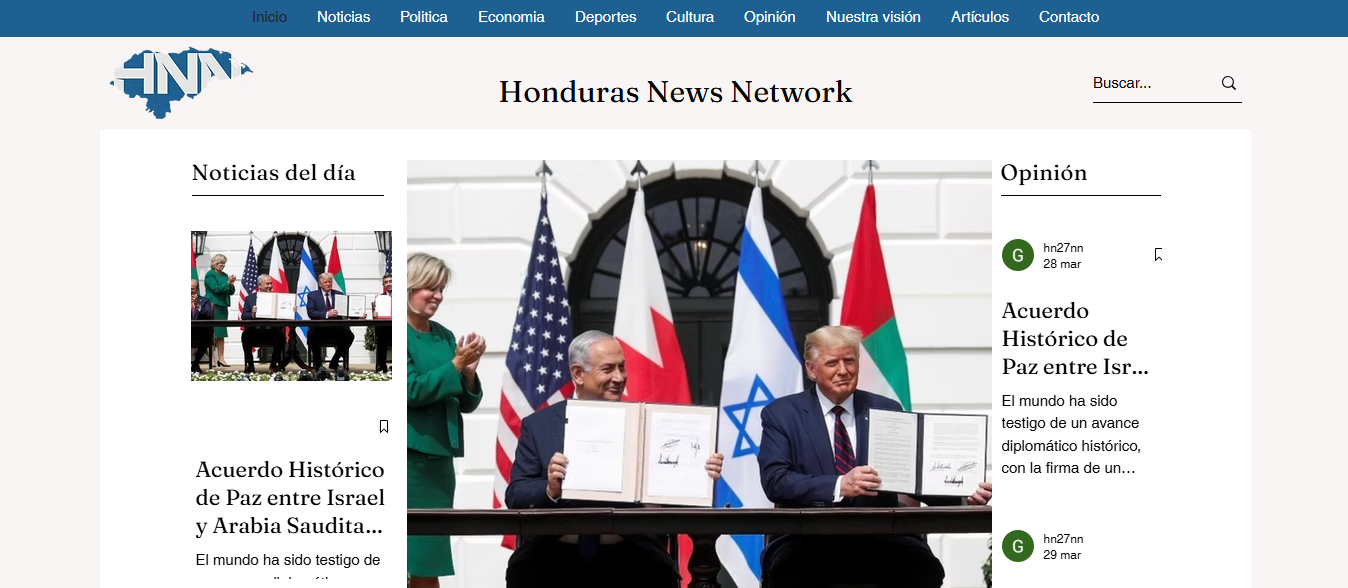 Inicio Noticias Politica Economia Deportes Cultura Opinión Nuestra visión Artículos Contacto
HNN
Honduras News Network
Buscar...
Noticias del día
Acuerdo Histórico
de Paz entre Israel
y Arabia Saudita...
El mundo ha sido testigo de
Opinión
G
hn27nn
28 mar
Acuerdo
Histórico de
Paz entre Isr...
El mundo ha sido
testigo de un avance
diplomático histórico,
con la firma de un...
G
hn27nn
29 mar